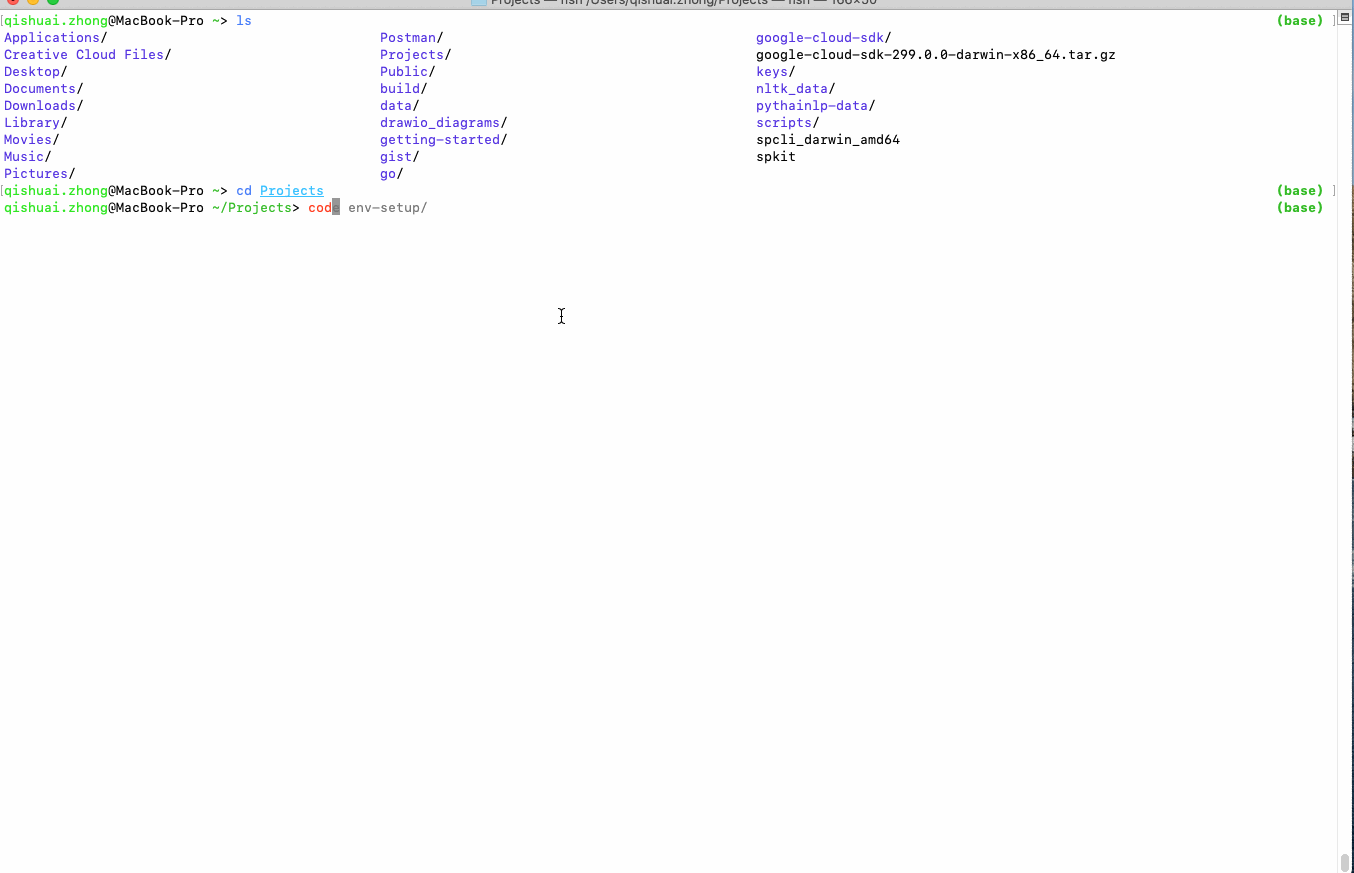 Projects — fish /Users/qishuai.zhong/Projects — fish — 166×50
[qishuai.zhong@MacBook-Pro ~> ls (base) ]
Applications/ Postman/ google-cloud-sdk/
Creative Cloud Files/ Projects/ google-cloud-sdk-299.0.0-darwin-x86_64.tar.gz
Desktop/ Public/ keys/
Documents/ build/ nltk_data/
Downloads/ data/ pythainlp-data/
Library/ drawio_diagrams/ scripts/
Movies/ getting-started/ spcli_darwin_amd64
Music/ gist/ spkit
Pictures/ go/
[qishuai.zhong@MacBook-Pro ~> cd Projects (base) ]
qishuai.zhong@MacBook-Pro ~/Projects> code env-setup/ (base)